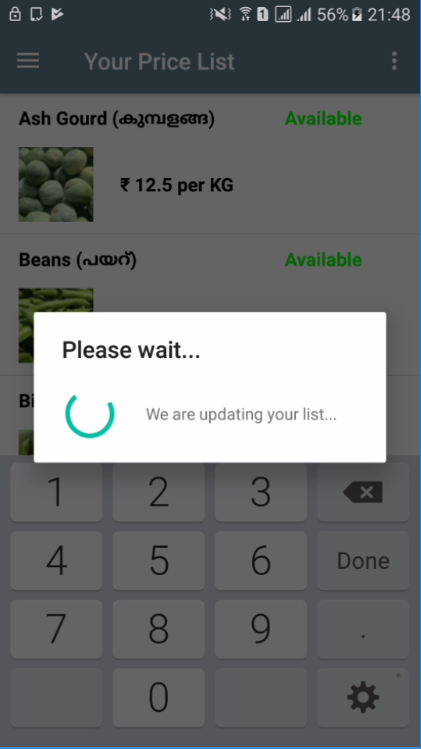 56% 21:48
Your Price List
Ash Gourd (കുമ്പളങ്ങ) Available
₹ 12.5 per KG
Beans (പയറ്) Available
Please wait...
Bi
We are updating your list...
1 2 3
4 5 6 Done
7 8 9 .
0